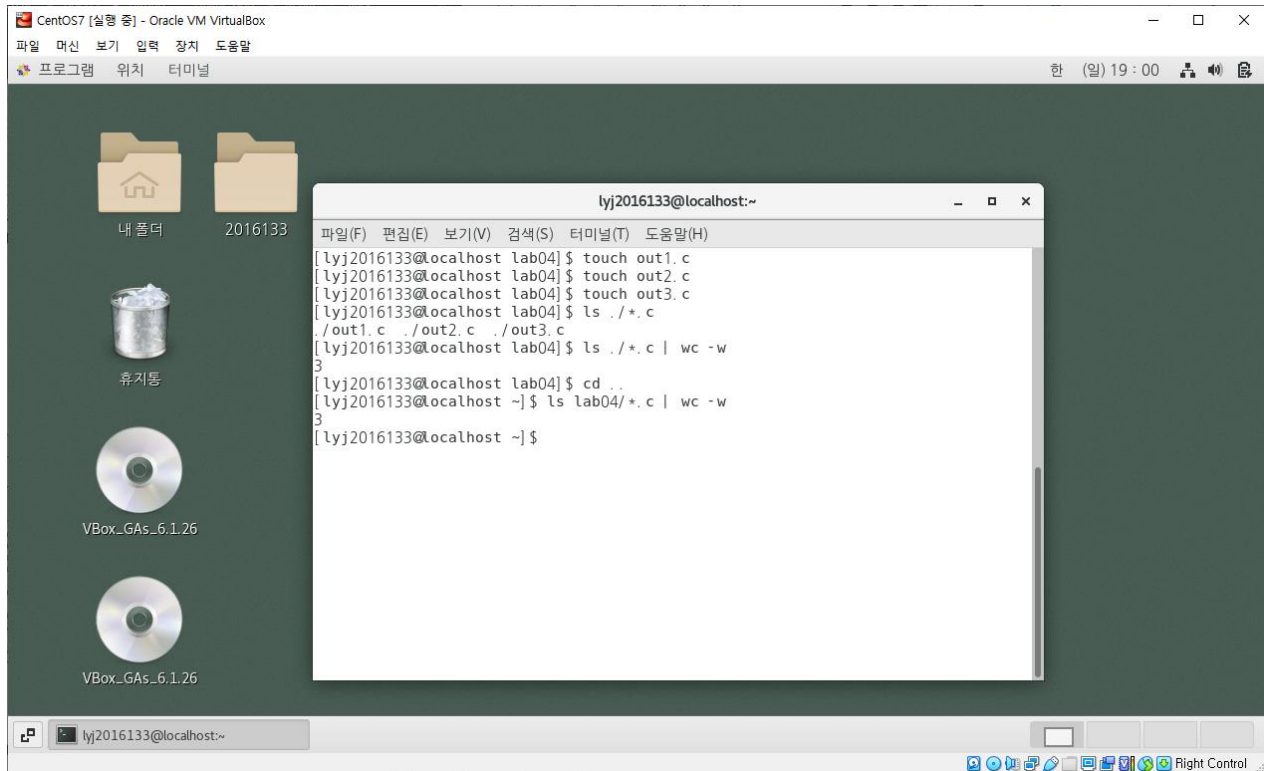 CentOS7 [실행 중] - Oracle VM VirtualBox
파일 머신 보기 입력 장치 도움말
프로그램 위치 터미널 한 (일) 19 : 00
내 폴더 2016133
휴지통
VBox_GAs_6.1.26
VBox_GAs_6.1.26
lyj2016133@localhost:~
파일(F) 편집(E) 보기(V) 검색(S) 터미널(T) 도움말(H)
[lyj2016133@localhost lab04]$ touch out1.c
[lyj2016133@localhost lab04]$ touch out2.c
[lyj2016133@localhost lab04]$ touch out3.c
[lyj2016133@localhost lab04]$ ls ./*.c
./out1.c ./out2.c ./out3.c
[lyj2016133@localhost lab04]$ ls ./*.c | wc -w
3
[lyj2016133@localhost lab04]$ cd ..
[lyj2016133@localhost ~]$ ls lab04/*.c | wc -w
3
[lyj2016133@localhost ~]$
lyj2016133@localhost:~
Right Control